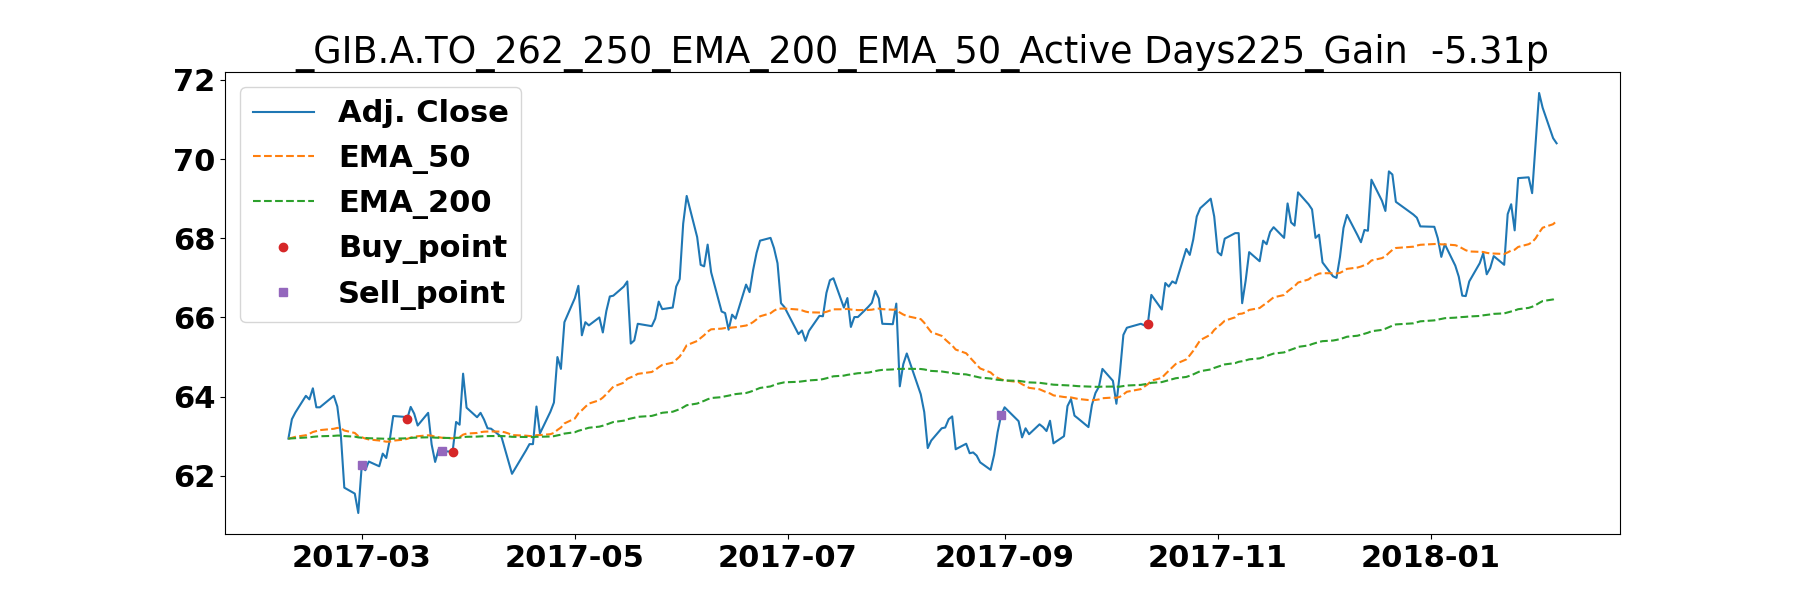 _GIB.A.TO_262_250_EMA_200_EMA_50_Active Days225_Gain  -5.31p
72
70
68
66
64
62
Adj. Close
EMA_50
EMA_200
Buy_point
Sell_point
2017-03 2017-05 2017-07 2017-09 2017-11 2018-01